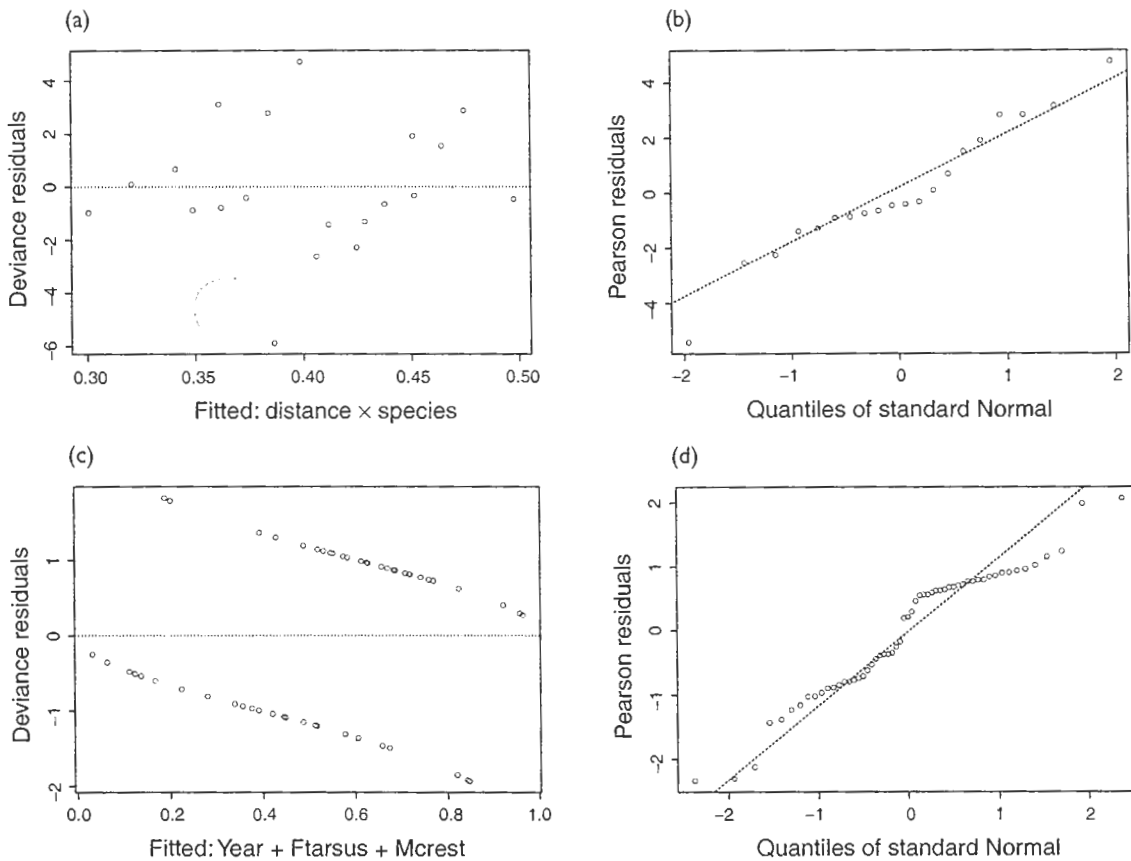 (a)
Deviance residuals
4
2
0
-2
-4
-6
0.30 0.35 0.40 0.45 0.50
Fitted: distance × species
(b)
Pearson residuals
4
2
0
-2
-4
-2 -1 0 1 2
Quantiles of standard Normal
(c)
Deviance residuals
1
0
-1
-2
0.0 0.2 0.4 0.6 0.8 1.0
Fitted: Year + Ftarsus + Mcrest
(d)
Pearson residuals
2
1
0
-1
-2
-2 -1 0 1 2
Quantiles of standard Normal